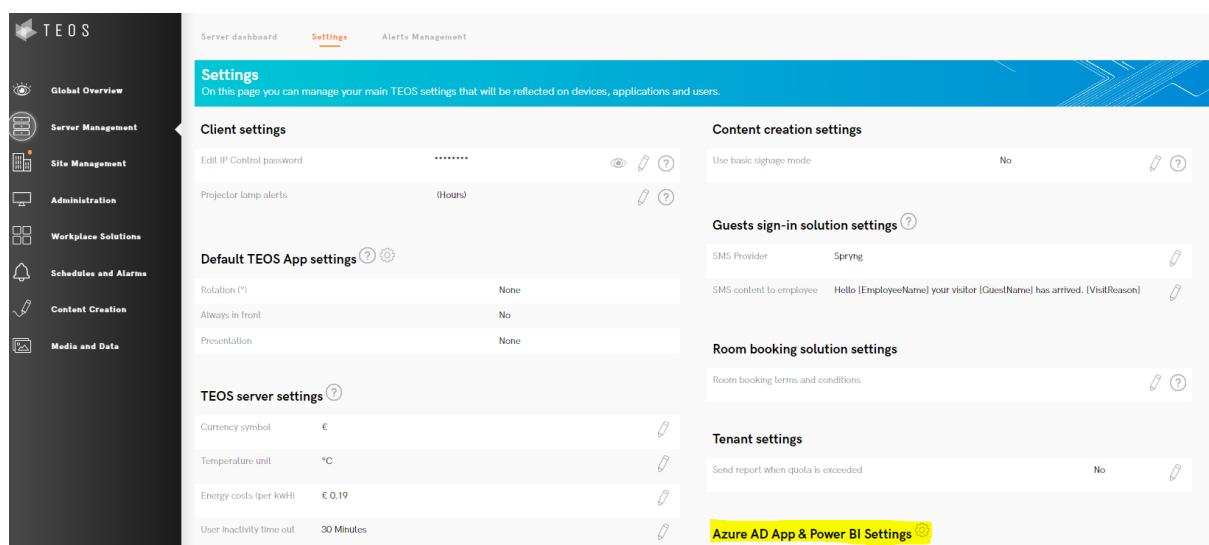 TEOS
Server dashboard Settings Alerts Management
Global Overview
Server Management
Site Management
Administration
Workplace Solutions
Schedules and Alarms
Content Creation
Media and Data
Settings
On this page you can manage your main TEOS settings that will be reflected on devices, applications and users.
Client settings
Edit IP Control password ••••••••
Projector lamp alerts (Hours)
Default TEOS App settings ?
Rotation (°) None
Always in front No
Presentation None
TEOS server settings ?
Currency symbol €
Temperature unit °C
Energy costs (per kwH) € 0.19
User inactivity time out 30 Minutes
Content creation settings
Use basic signage mode No
Guests sign-in solution settings ?
SMS Provider Spryng
SMS content to employee Hello [EmployeeName] your visitor [GuestName] has arrived. [VisitReason]
Room booking solution settings
Room booking terms and conditions
Tenant settings
Send report when quota is exceeded No
Azure AD App & Power BI Settings